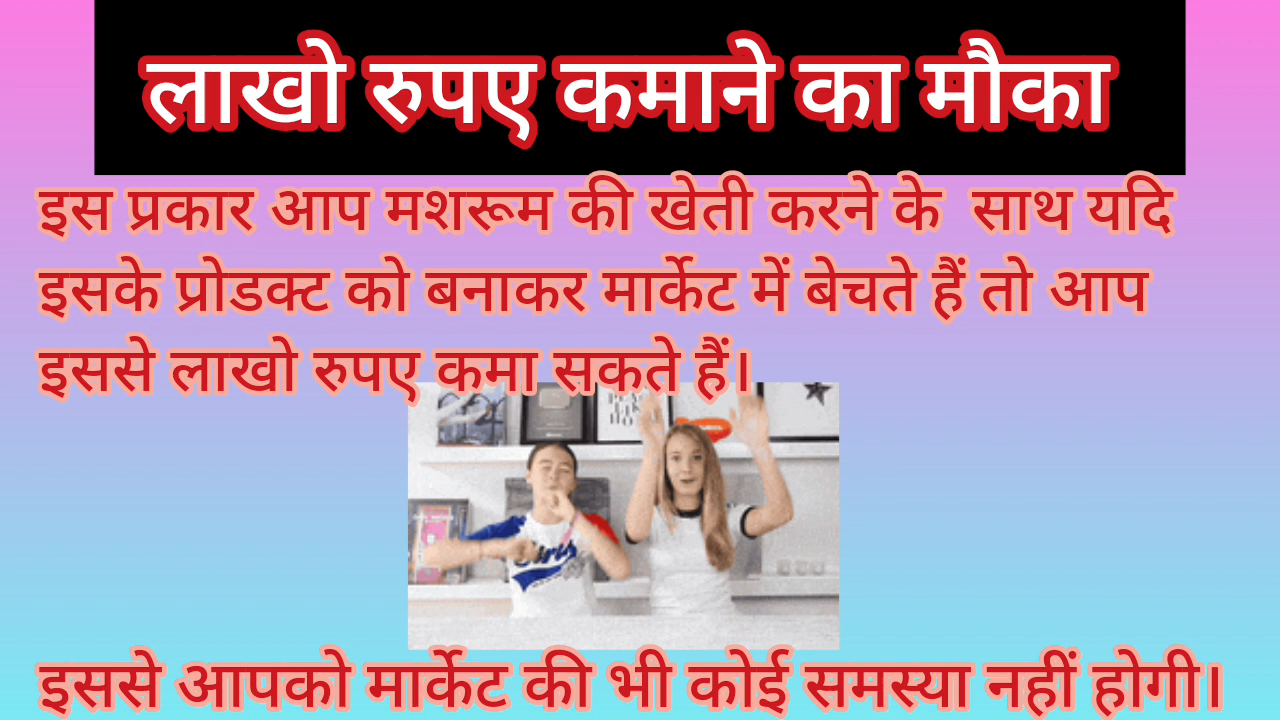 लाखो रुपए कमाने का मौका
इस प्रकार आप मशरूम की खेती करने के साथ यदि
इसके प्रोडक्ट को बनाकर मार्केट में बेचते हैं तो आप
इससे लाखो रुपए कमा सकते हैं।
इससे आपको मार्केट की भी कोई समस्या नहीं होगी।